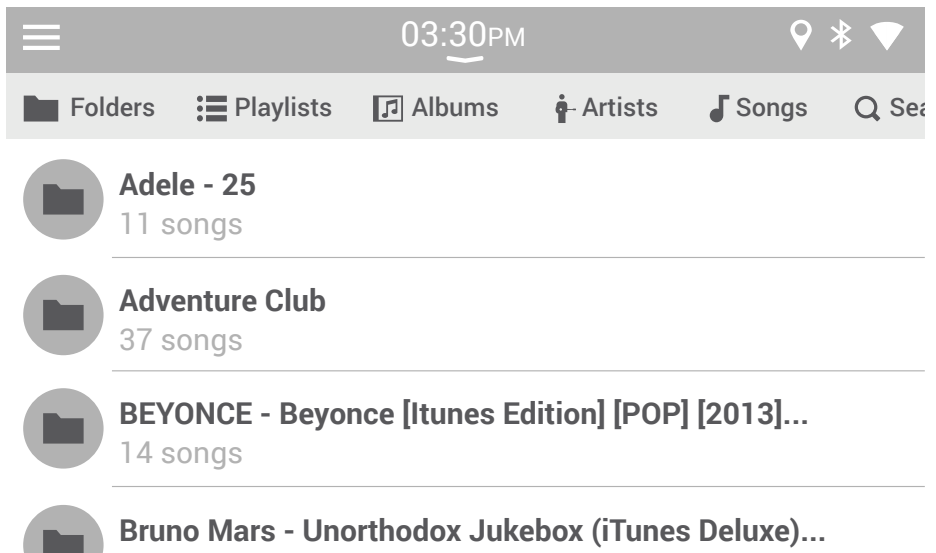 03:30PM
Folders Playlists Albums Artists Songs Sea
Adele - 25
11 songs
Adventure Club
37 songs
BEYONCE - Beyonce [Itunes Edition] [POP] [2013]...
14 songs
Bruno Mars - Unorthodox Jukebox (iTunes Deluxe)...